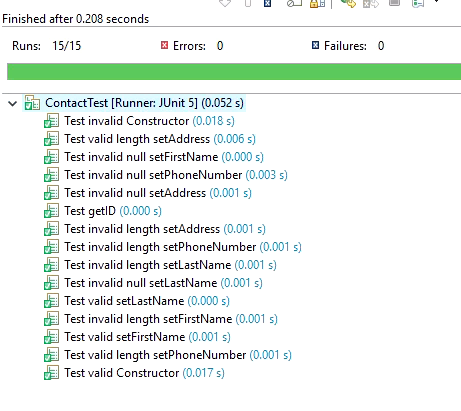 Finished after 0.208 seconds
Runs: 15/15 Errors: 0 Failures: 0
ContactTest [Runner: JUnit 5] (0.052 s)
Test invalid Constructor (0.018 s)
Test valid length setAddress (0.006 s)
Test invalid null setFirstName (0.000 s)
Test invalid null setPhoneNumber (0.003 s)
Test invalid null setAddress (0.001 s)
Test getID (0.000 s)
Test invalid length setAddress (0.001 s)
Test invalid length setPhoneNumber (0.001 s)
Test invalid length setLastName (0.001 s)
Test invalid null setLastName (0.001 s)
Test valid setLastName (0.000 s)
Test invalid length setFirstName (0.001 s)
Test valid setFirstName (0.001 s)
Test valid length setPhoneNumber (0.001 s)
Test valid Constructor (0.017 s)